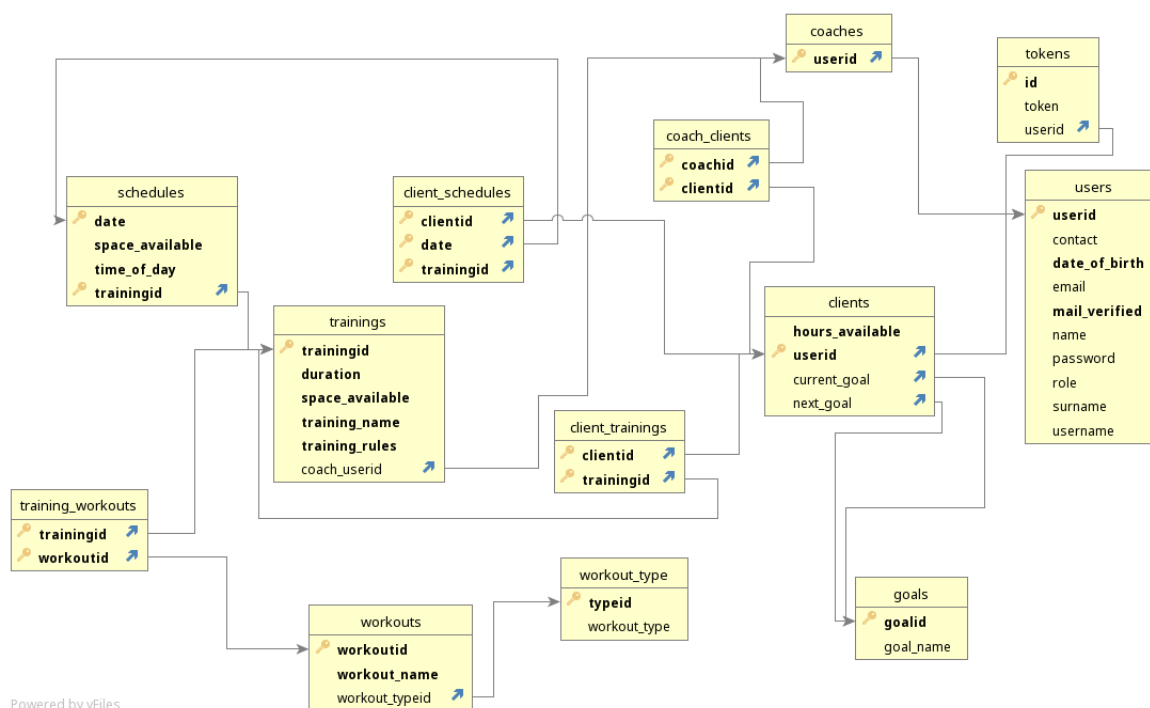 coaches
userid
tokens
id
token
userid
coach_clients
coachid
clientid
users
userid
contact
date_of_birth
email
mail_verified
name
password
role
surname
username
schedules
date
space_available
time_of_day
trainingid
client_schedules
clientid
date
trainingid
clients
hours_available
userid
current_goal
next_goal
trainings
trainingid
duration
space_available
training_name
training_rules
coach_userid
client_trainings
clientid
trainingid
training_workouts
trainingid
workoutid
workout_type
typeid
workout_type
goals
goalid
goal_name
workouts
workoutid
workout_name
workout_typeid
Powered by yFiles